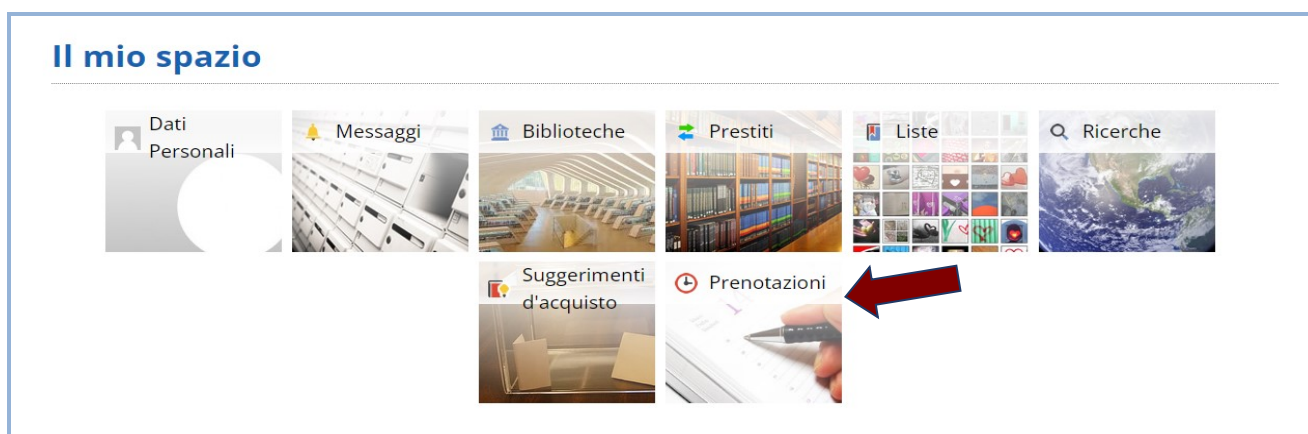 Il mio spazio
Dati
Personali
Messaggi
Biblioteche
Prestiti
Liste
Ricerche
Suggerimenti
d'acquisto
Prenotazioni